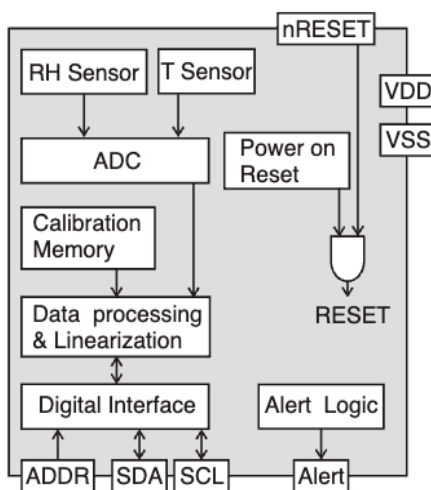 nRESET
RH Sensor
T Sensor
VDD
VSS
ADC
Power on
Reset
Calibration
Memory
Data processing
& Linearization
RESET
Digital Interface
Alert Logic
ADDR
SDA
SCL
Alert